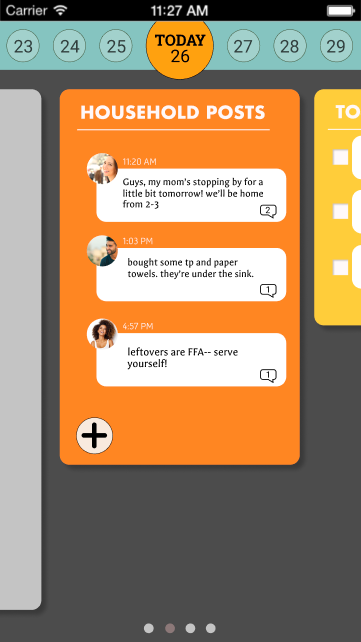 Carrier 11:27 AM
23 24 25 TODAY 26 27 28 29
HOUSEHOLD POSTS
TO
11:20 AM
Guys, my mom's stopping by for a
little bit tomorrow! we'll be home
from 2-3
2
1:03 PM
bought some tp and paper
towels. they're under the sink.
1
4:57 PM
leftovers are FFA-- serve
yourself!
1